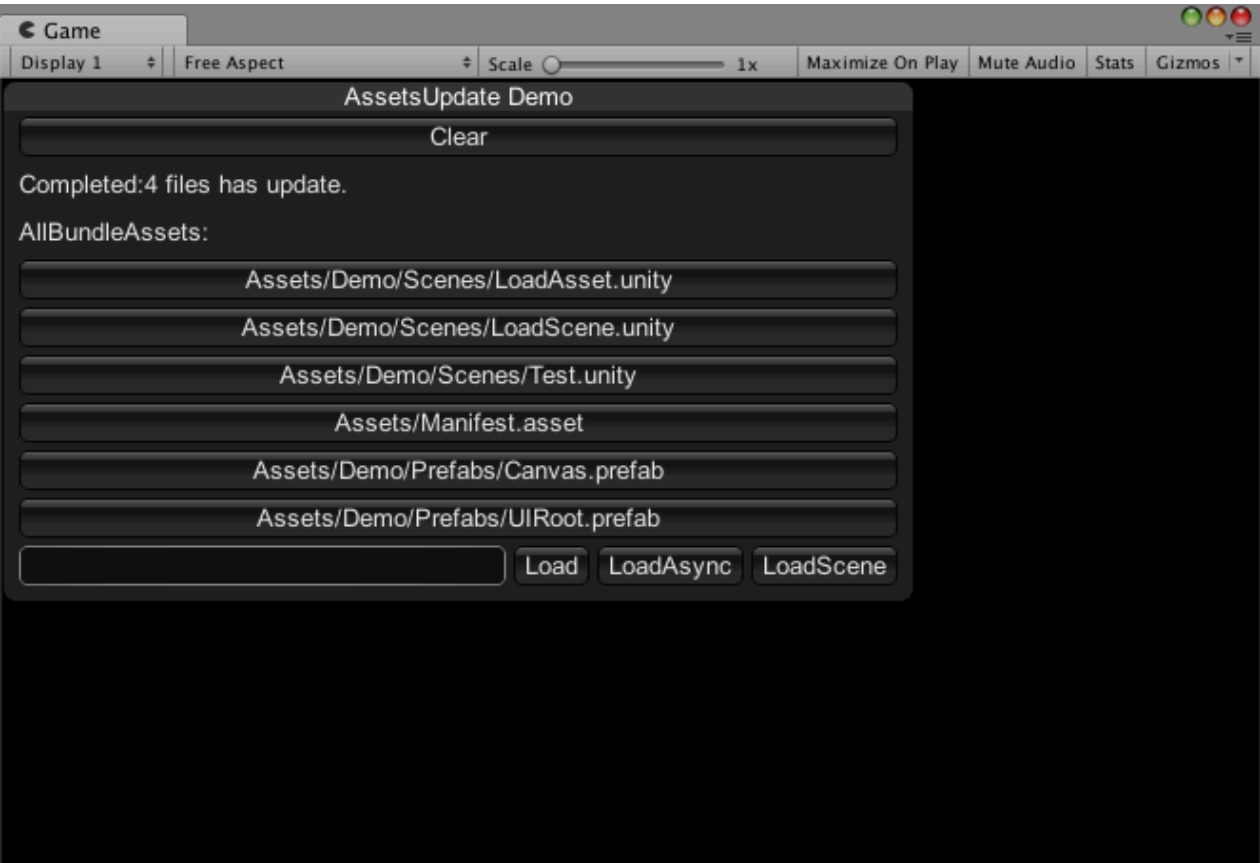 Game
Display 1 Free Aspect Scale 1x Maximize On Play Mute Audio Stats Gizmos
AssetsUpdate Demo
Clear
Completed:4 files has update.
AllBundleAssets:
Assets/Demo/Scenes/LoadAsset.unity
Assets/Demo/Scenes/LoadScene.unity
Assets/Demo/Scenes/Test.unity
Assets/Manifest.asset
Assets/Demo/Prefabs/Canvas.prefab
Assets/Demo/Prefabs/UIRoot.prefab
Load LoadAsync LoadScene